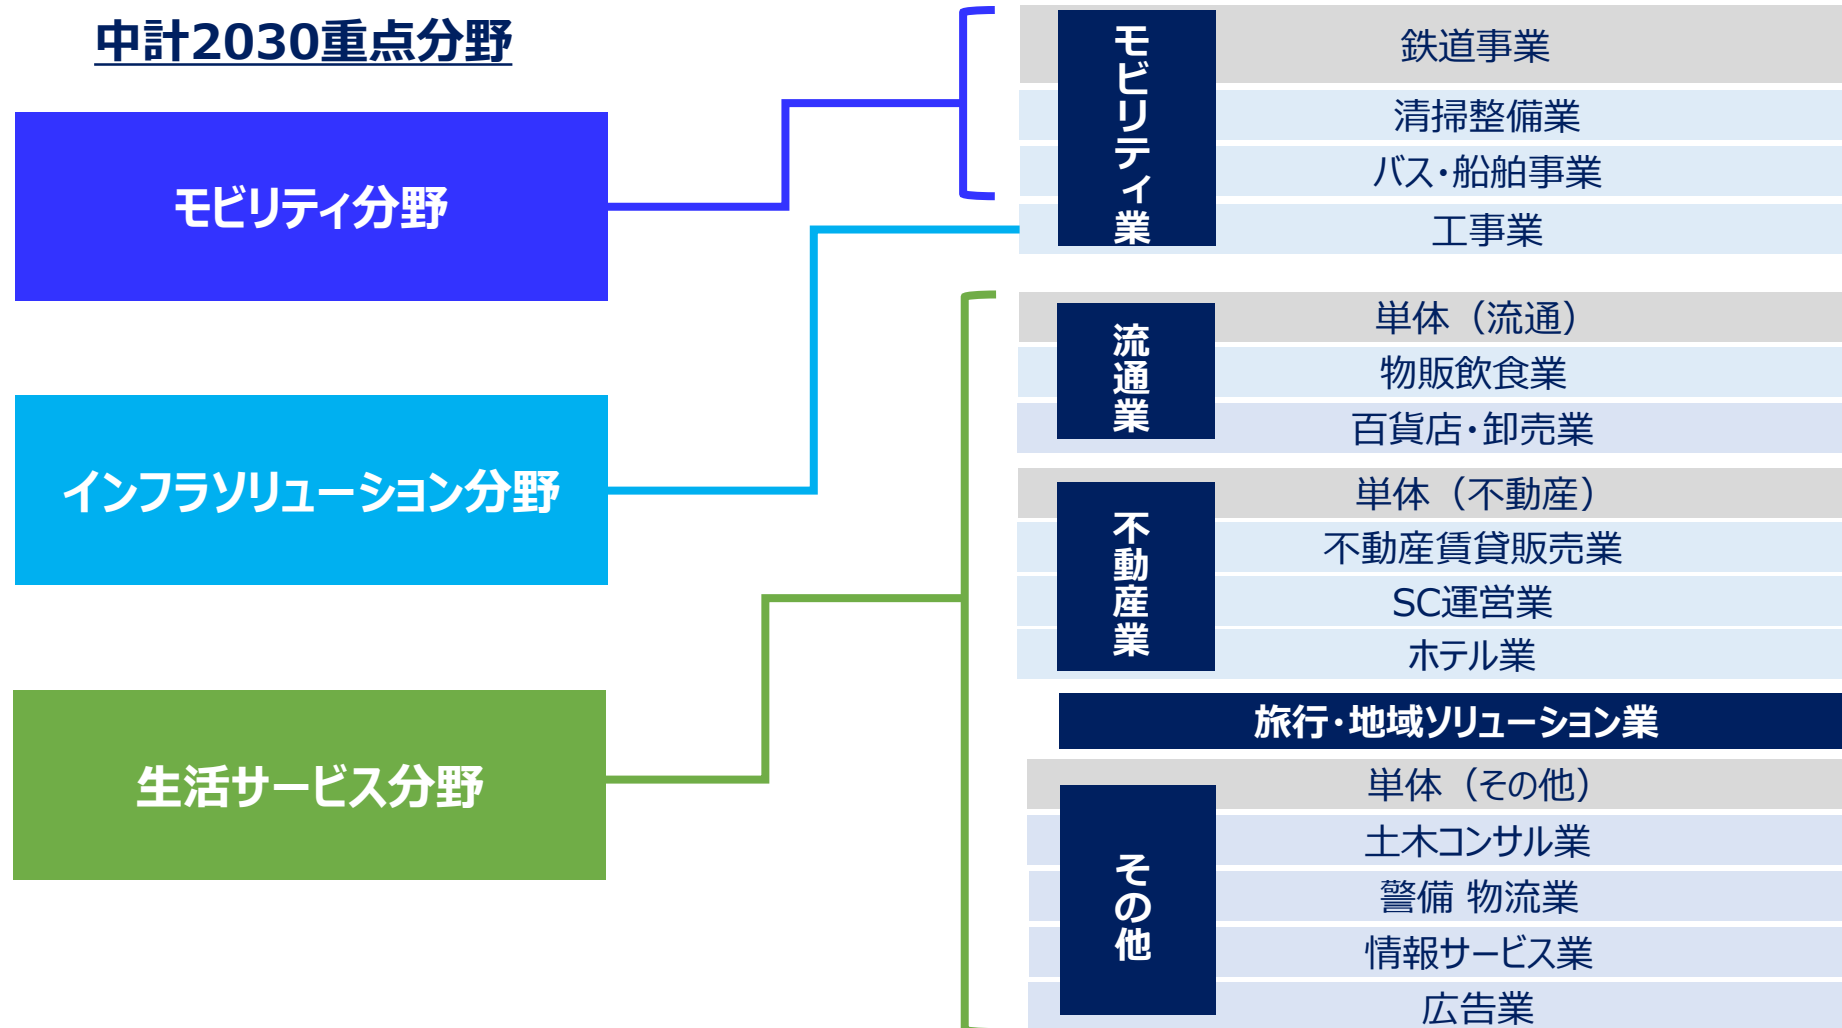 中計2030重点分野
モビリティ分野
インフラソリューション分野
生活サービス分野
モビリティ業
鉄道事業
清掃整備業
バス・船舶事業
工事業
流通業
単体（流通）
物販飲食業
百貨店・卸売業
不動産業
単体（不動産）
不動産賃貸販売業
SC運営業
ホテル業
旅行・地域ソリューション業
その他
単体（その他）
土木コンサル業
警備 物流業
情報サービス業
広告業